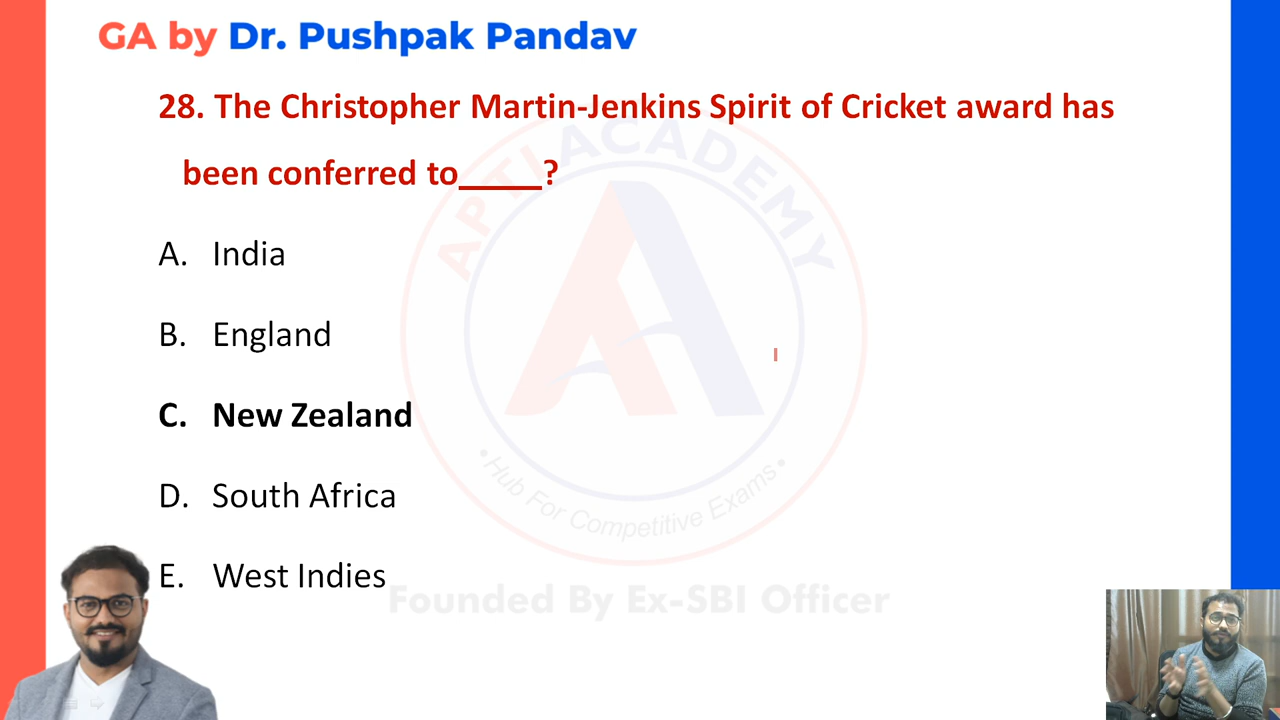 GA by Dr. Pushpak Pandav
28. The Christopher Martin-Jenkins Spirit of Cricket award has
been conferred to_____?
A. India
B. England
C. New Zealand
D. South Africa
E. West Indies
APTI ACADEMY
•Hub For Competitive Exams•
Founded By Ex-SBI Officer